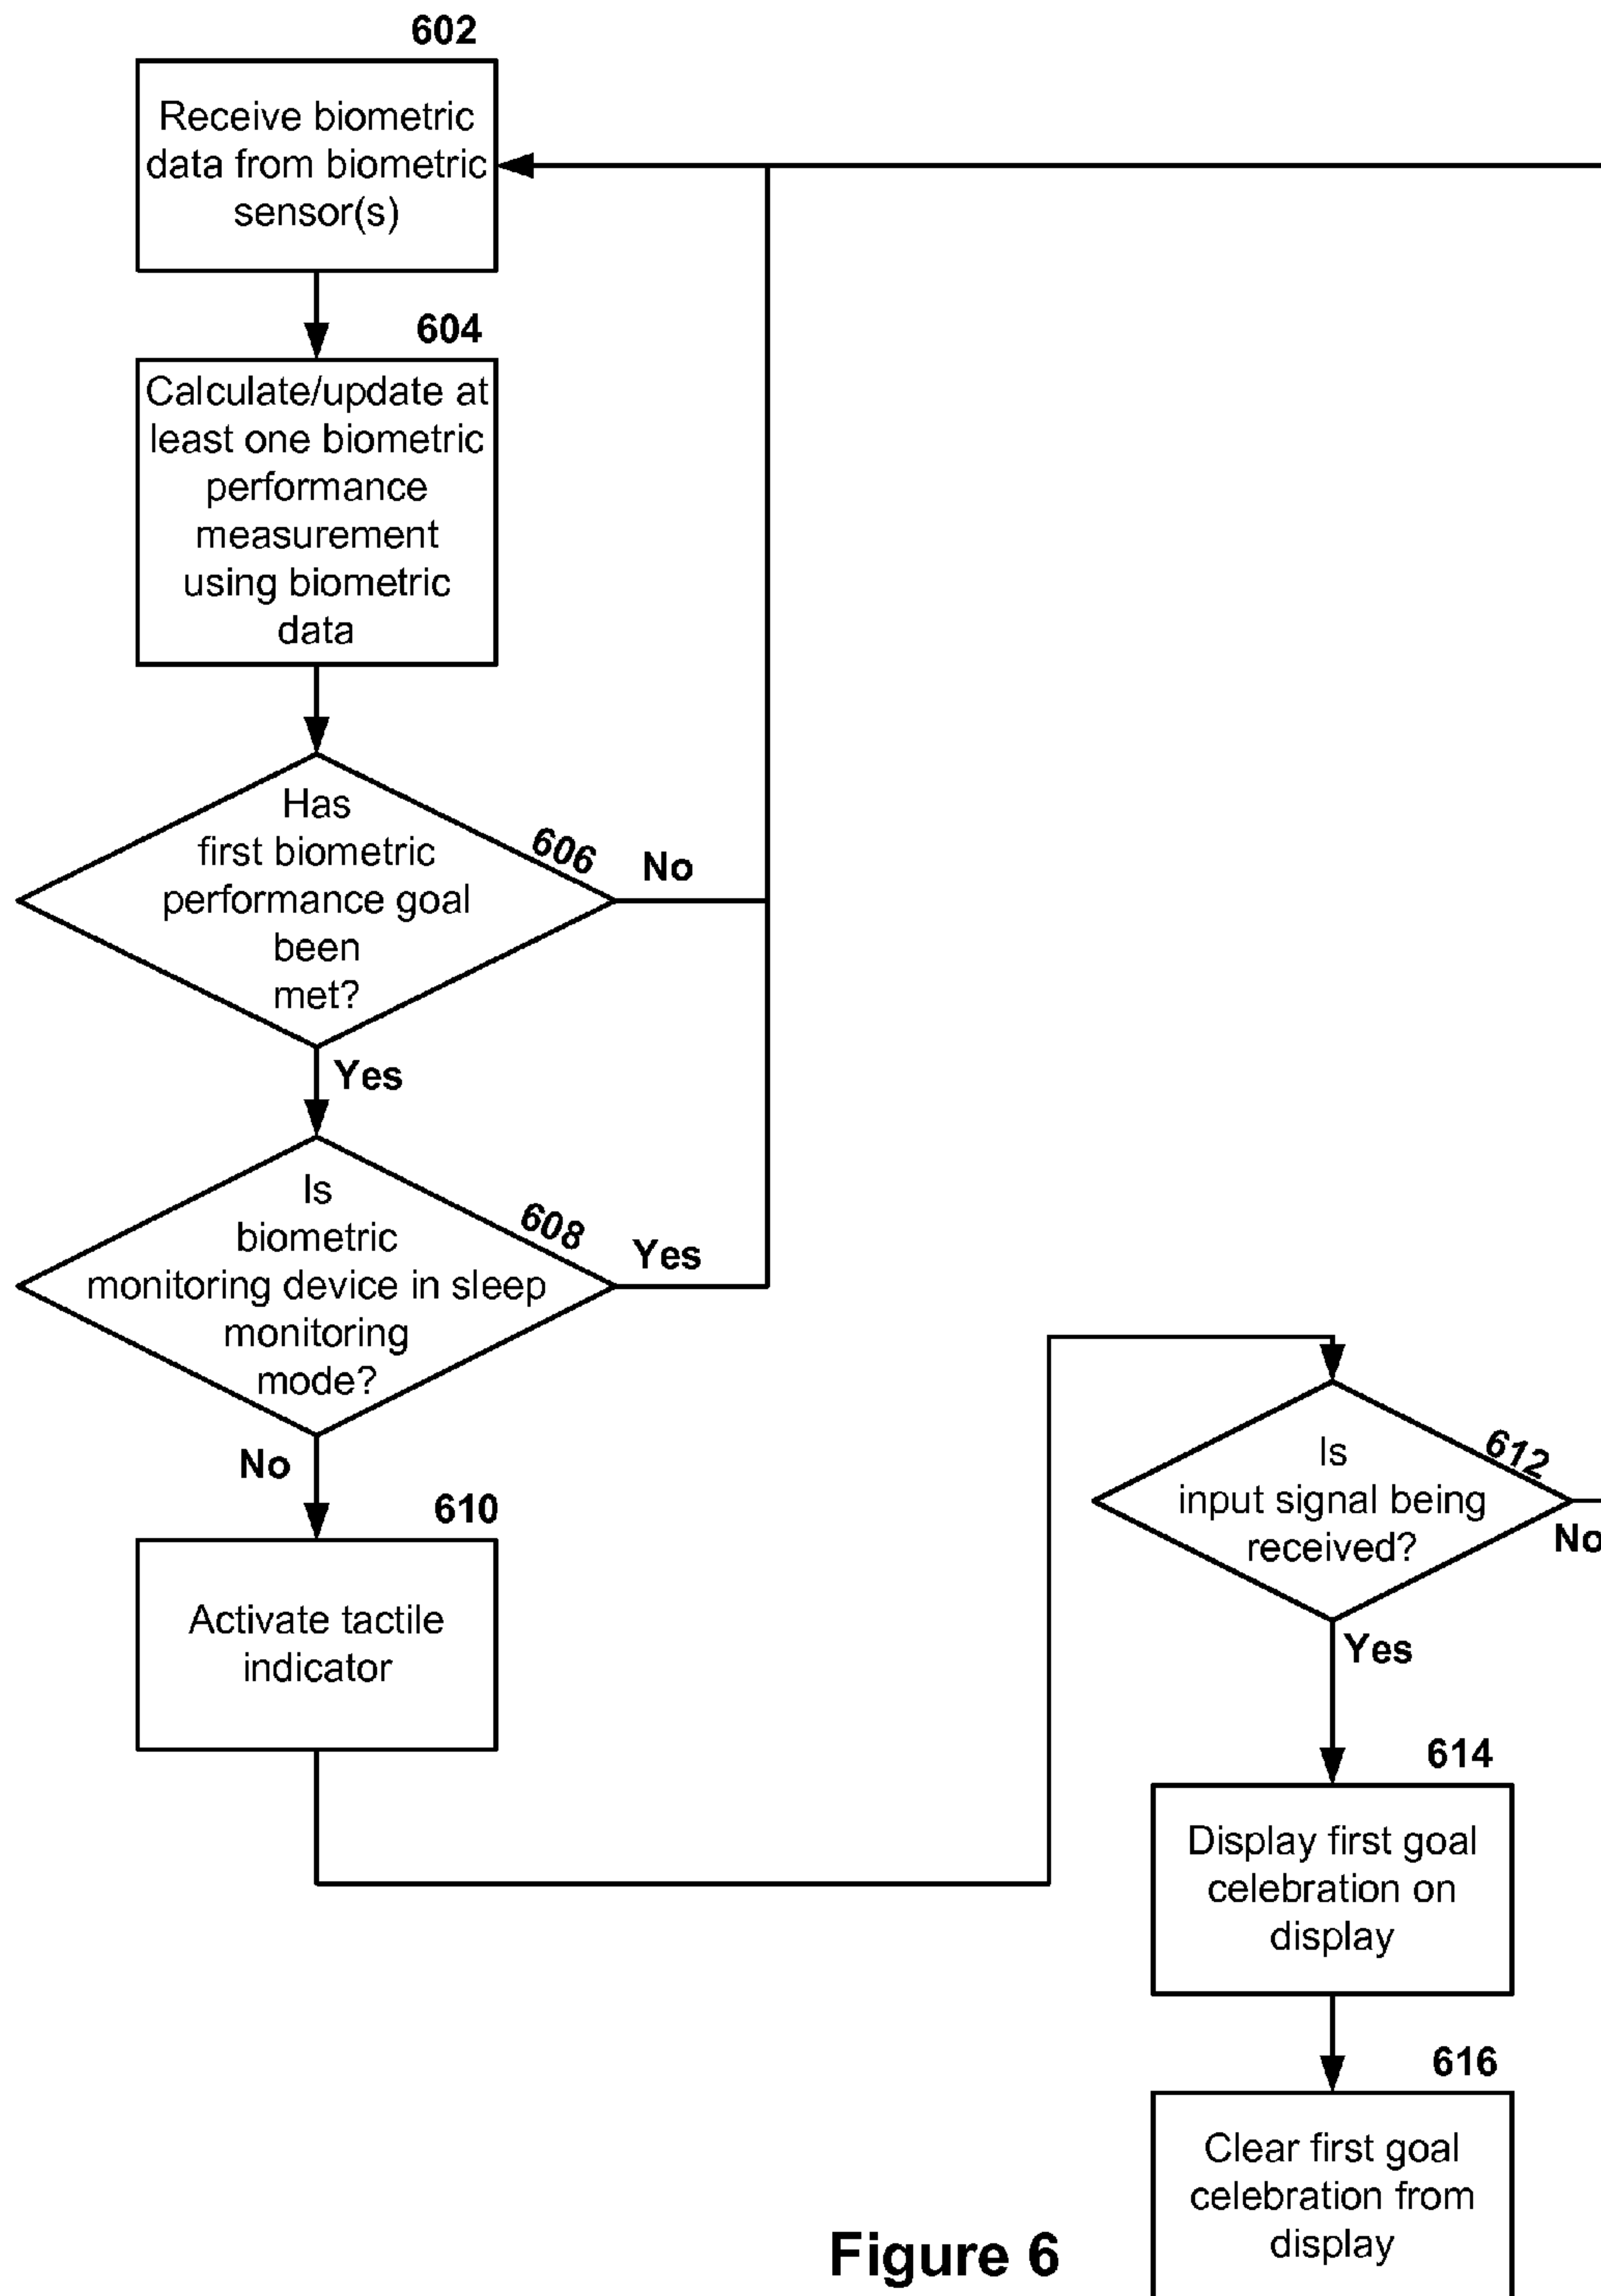 602
Receive biometric
data from biometric
sensor(s)
604
Calculate/update at
least one biometric
performance
measurement
using biometric
data
606
Has
first biometric
performance goal
been
met?
No
Yes
608
Is
biometric
monitoring device in sleep
monitoring
mode?
Yes
No
610
Activate tactile
indicator
612
Is
input signal being
received?
No
Yes
614
Display first goal
celebration on
display
616
Clear first goal
celebration from
display
Figure 6